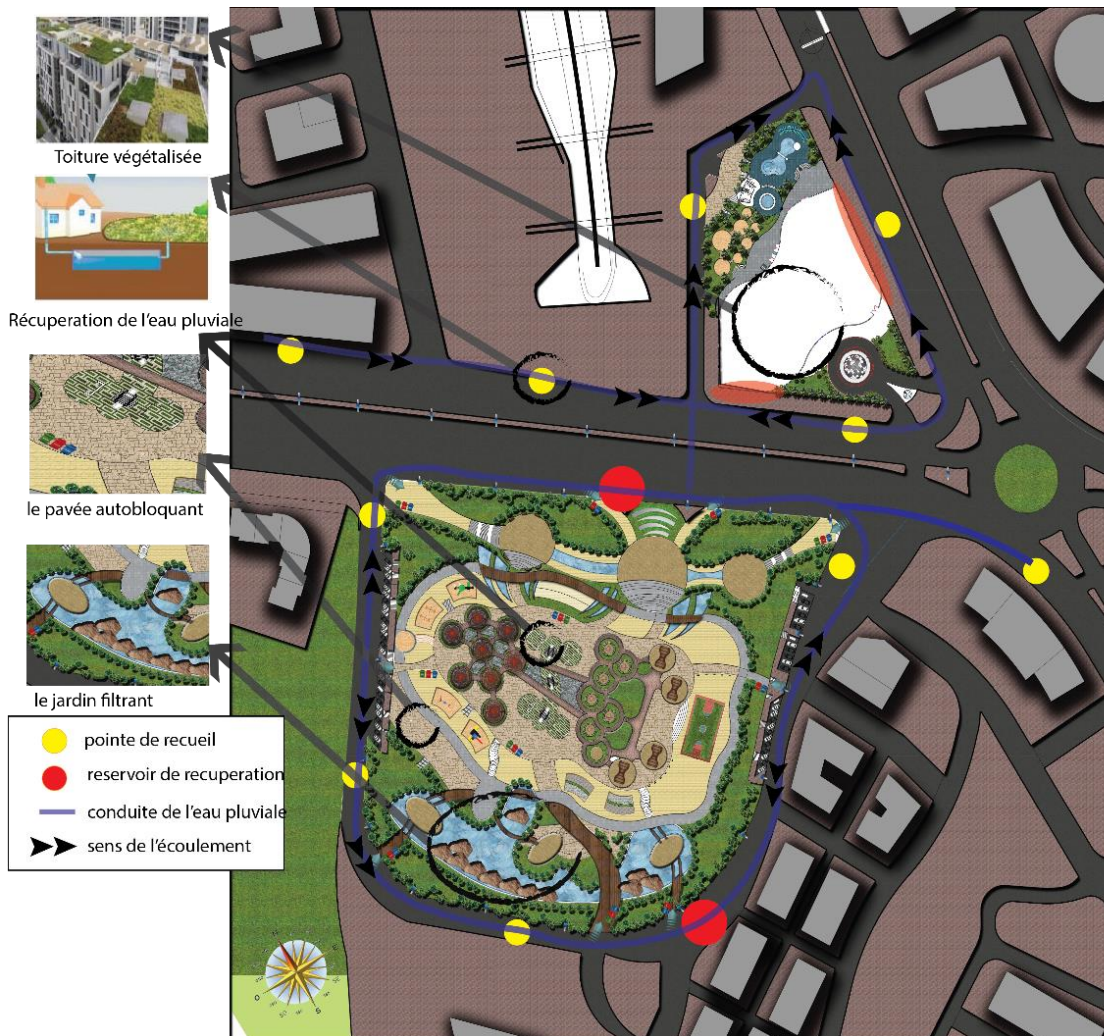 Toiture végétalisée
Récuperation de l'eau pluviale
le pavée autobloquant
le jardin filtrant
pointe de recueil
reservoir de recuperation
conduite de l'eau pluviale
sens de l'écoulement
O
S